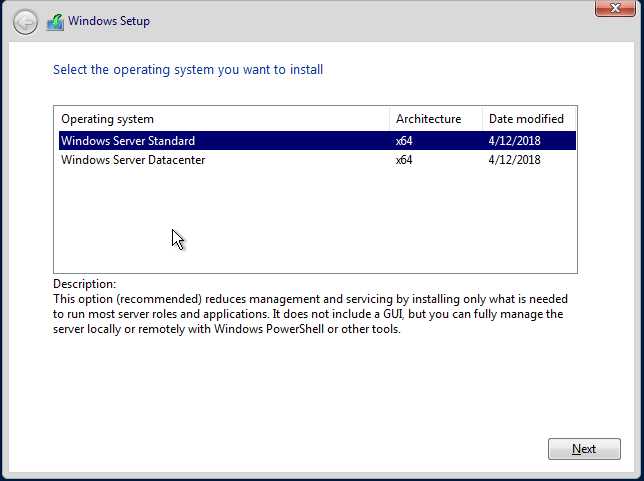 Windows Setup
Select the operating system you want to install
Operating system Architecture Date modified
Windows Server Standard x64 4/12/2018
Windows Server Datacenter x64 4/12/2018
Description:
This option (recommended) reduces management and servicing by installing only what is needed
to run most server roles and applications. It does not include a GUI, but you can fully manage the
server locally or remotely with Windows PowerShell or other tools.
Next